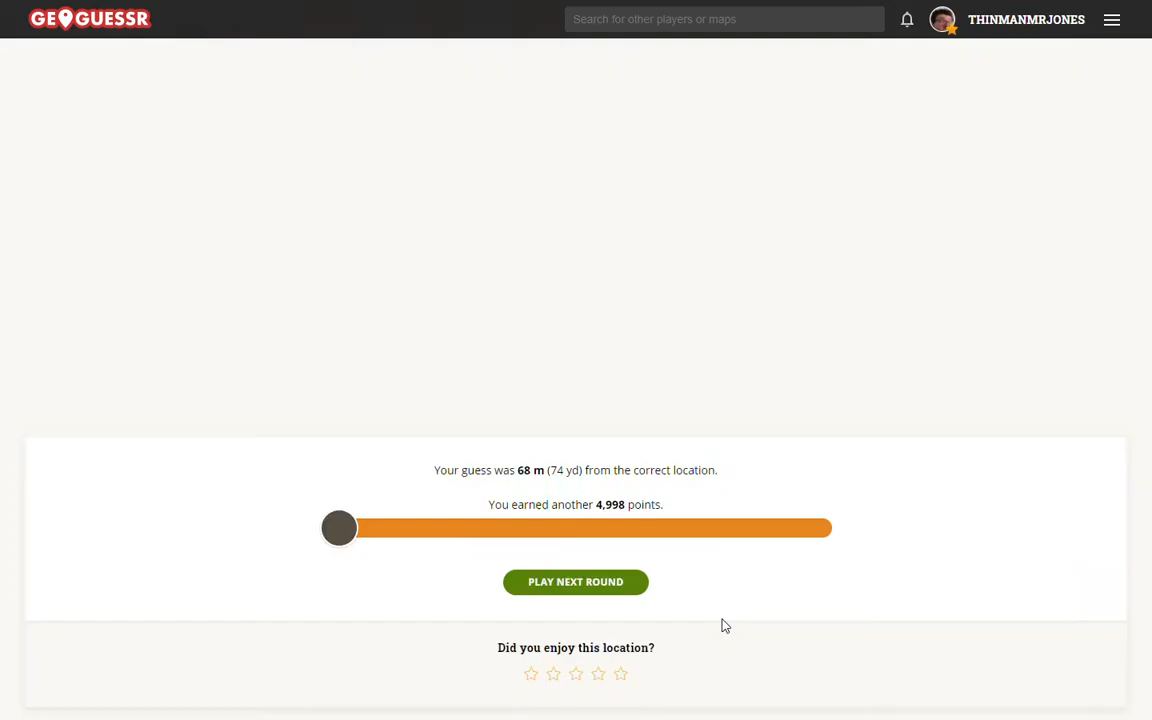 GEOGUESSR
Search for other players or maps
THINMANMRJONES
Your guess was 68 m (74 yd) from the correct location.
You earned another 4,998 points.
PLAY NEXT ROUND
Did you enjoy this location?